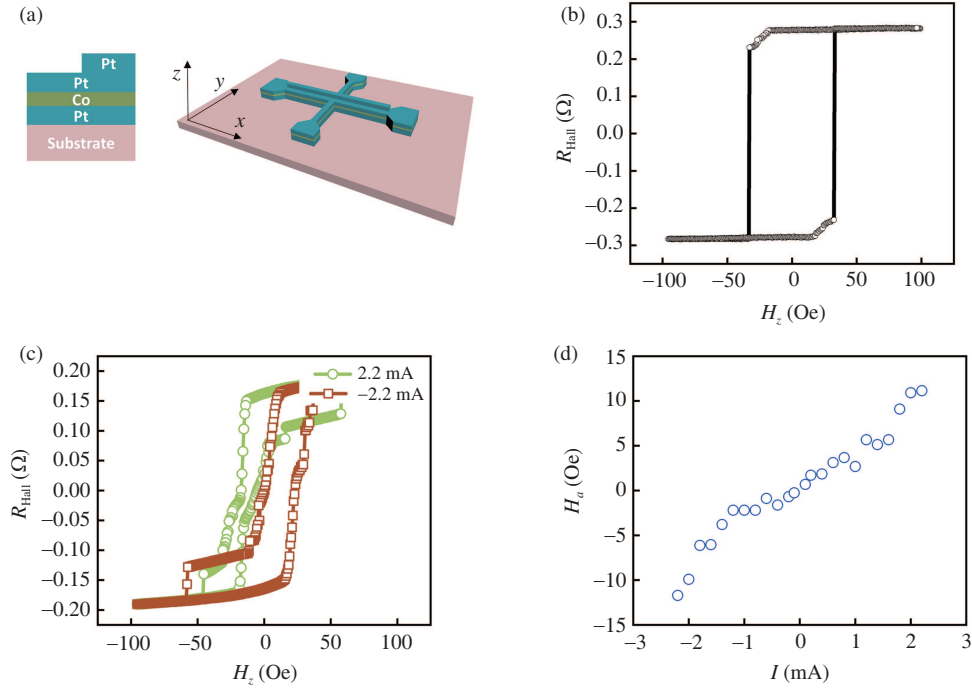 (a)
Pt
Pt
Co
Pt
Substrate
z
y
x
(b)
0.3
0.2
0.1
0.0
−0.1
−0.2
−0.3
R_Hall (Ω)
−100 −50 0 50 100
H_z (Oe)
(c)
0.20
0.15
0.10
0.05
0.00
−0.05
−0.10
−0.15
−0.20
R_Hall (Ω)
2.2 mA
−2.2 mA
−100 −50 0 50 100
H_z (Oe)
(d)
15
10
5
0
−5
−10
−15
H_a (Oe)
−3 −2 −1 0 1 2 3
I (mA)